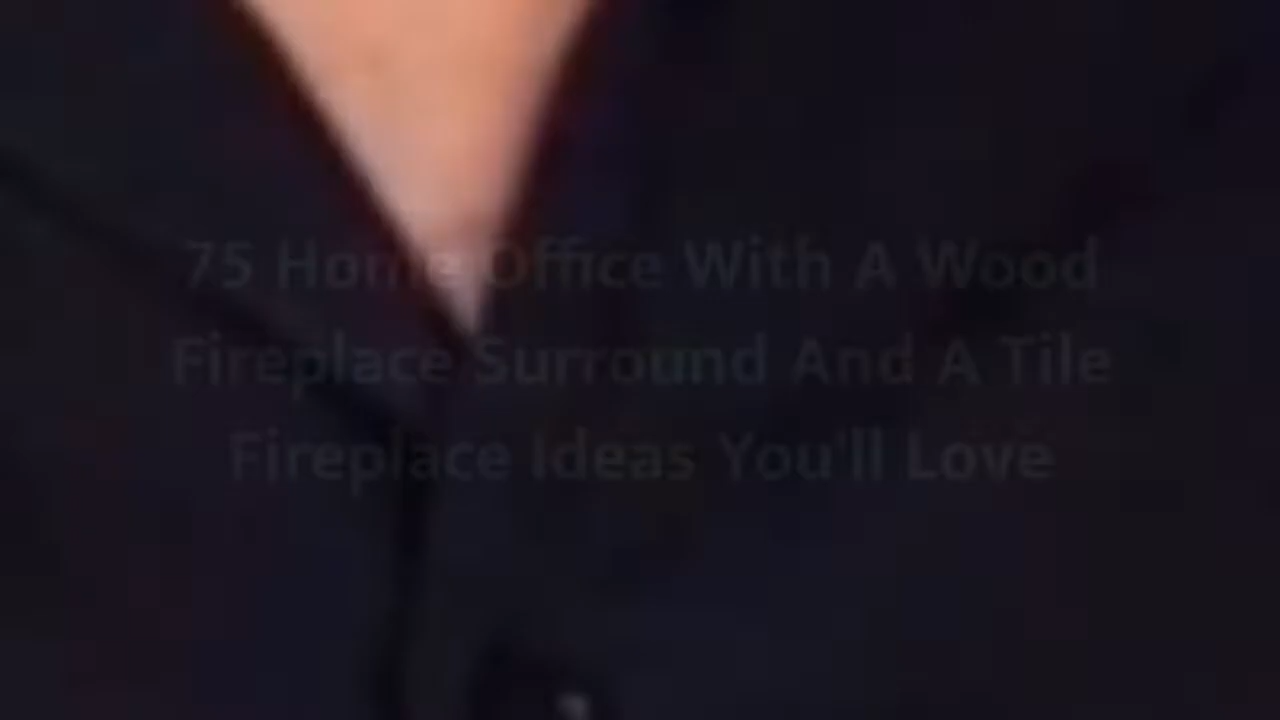 75 Home Office With A Wood
Fireplace Surround And A Tile
Fireplace Ideas You'll Love